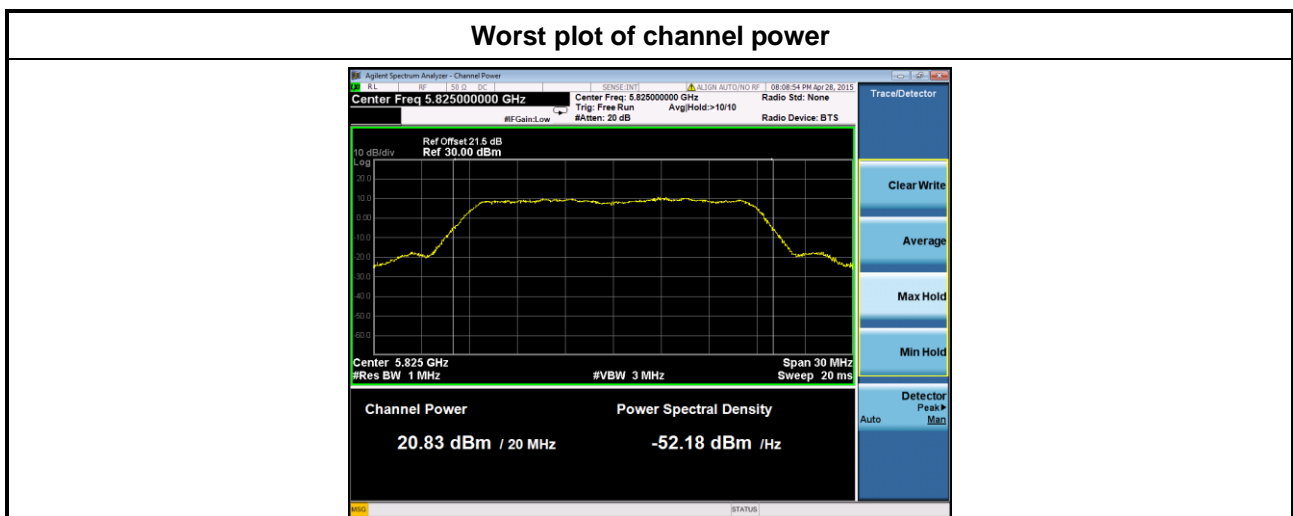 Worst plot of channel power
Agilent Spectrum Analyzer - Channel Power
RL RF 50 Ω DC SENSE:INT ALIGN AUTO/NO RF 08:08:54 PM Apr 28, 2015
Center Freq 5.825000000 GHz
Center Freq: 5.825000000 GHz Radio Std: None
Trig: Free Run Avg|Hold:>10/10
#IFGain:Low #Atten: 20 dB Radio Device: BTS
Trace/Detector
Ref Offset 21.5 dB
10 dB/div Ref 30.00 dBm
Log
20.0
10.0
0.00
-10.0
-20.0
-30.0
-40.0
-50.0
-60.0
Center 5.825 GHz Span 30 MHz
#Res BW 1 MHz #VBW 3 MHz Sweep 20 ms
Channel Power Power Spectral Density
20.83 dBm / 20 MHz -52.18 dBm /Hz
Clear Write
Average
Max Hold
Min Hold
Detector
Peak▶
Auto Man
MSG STATUS